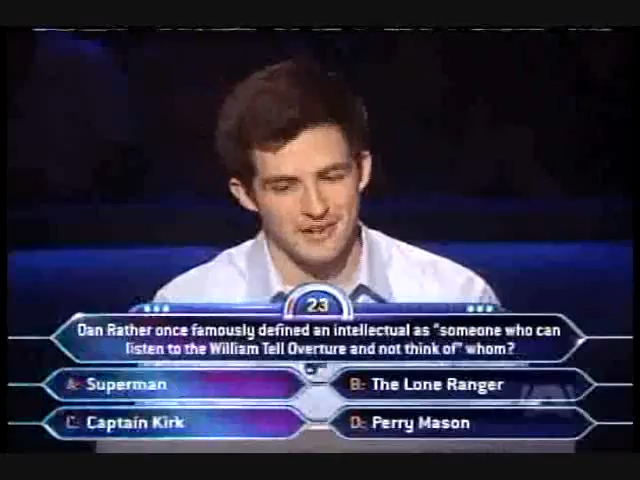 23
Dan Rather once famously defined an intellectual as "someone who can
listen to the William Tell Overture and not think of" whom?
A: Superman
B: The Lone Ranger
C: Captain Kirk
D: Perry Mason